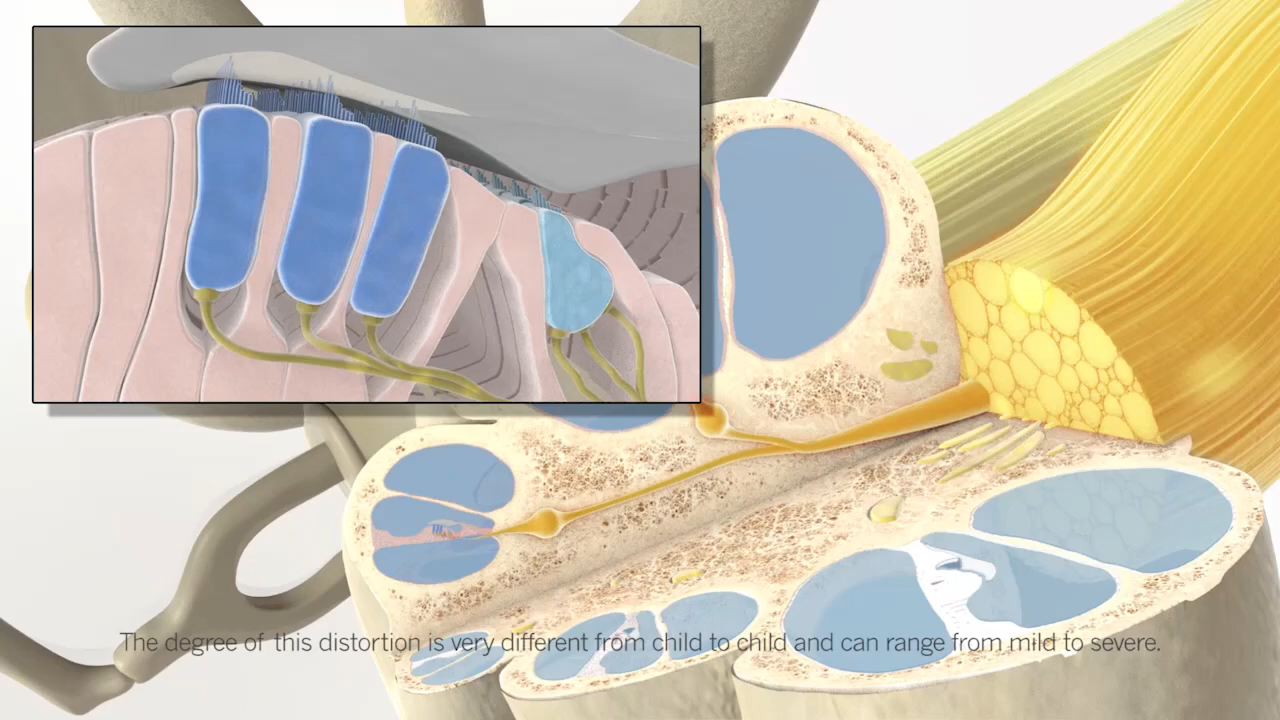 The degree of this distortion is very different from child to child and can range from mild to severe.